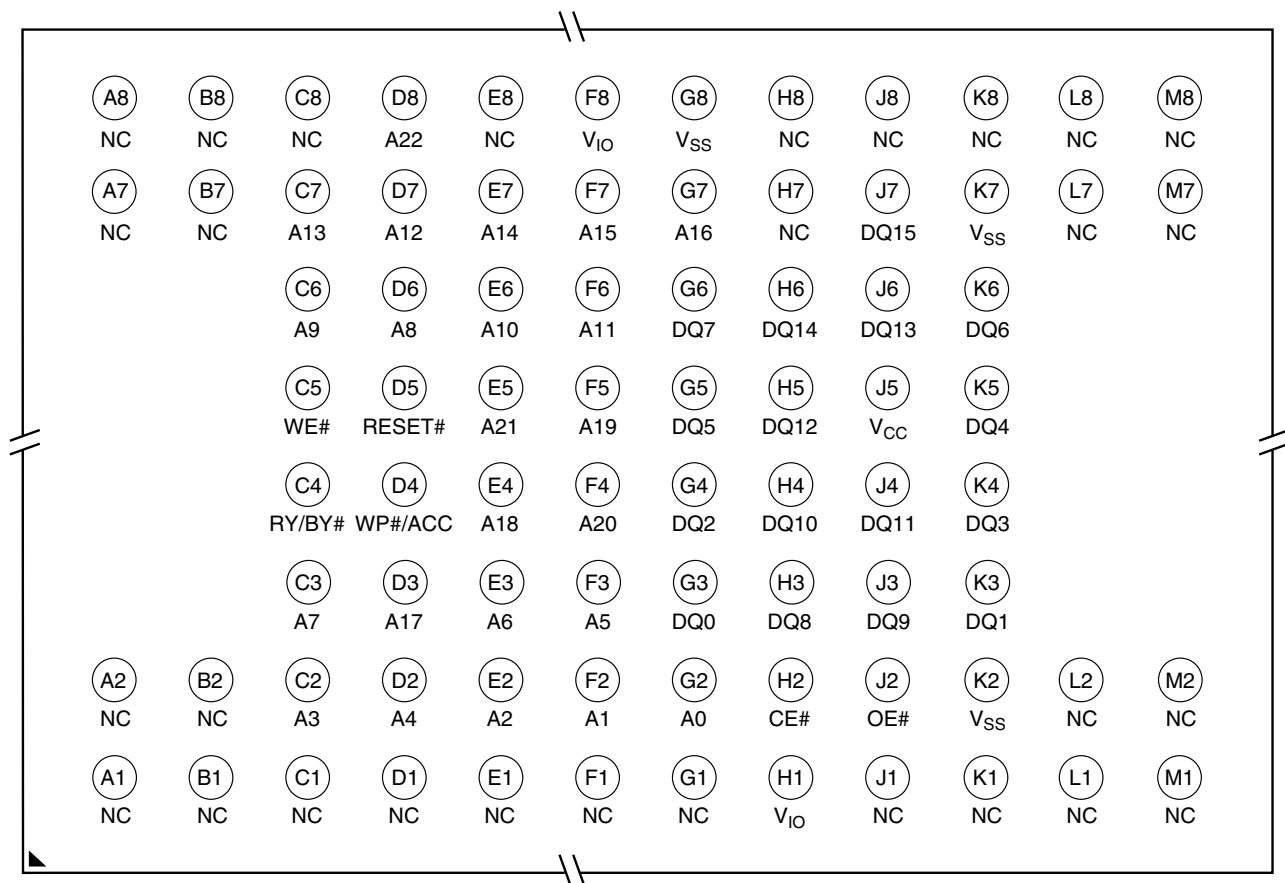 A8 B8 C8 D8 E8 F8 G8 H8 J8 K8 L8 M8
NC NC NC A22 NC VIO VSS NC NC NC NC NC
A7 B7 C7 D7 E7 F7 G7 H7 J7 K7 L7 M7
NC NC A13 A12 A14 A15 A16 NC DQ15 VSS NC NC
C6 D6 E6 F6 G6 H6 J6 K6
A9 A8 A10 A11 DQ7 DQ14 DQ13 DQ6
C5 D5 E5 F5 G5 H5 J5 K5
WE# RESET# A21 A19 DQ5 DQ12 VCC DQ4
C4 D4 E4 F4 G4 H4 J4 K4
RY/BY# WP#/ACC A18 A20 DQ2 DQ10 DQ11 DQ3
C3 D3 E3 F3 G3 H3 J3 K3
A7 A17 A6 A5 DQ0 DQ8 DQ9 DQ1
A2 B2 C2 D2 E2 F2 G2 H2 J2 K2 L2 M2
NC NC A3 A4 A2 A1 A0 CE# OE# VSS NC NC
A1 B1 C1 D1 E1 F1 G1 H1 J1 K1 L1 M1
NC NC NC NC NC NC NC VIO NC NC NC NC